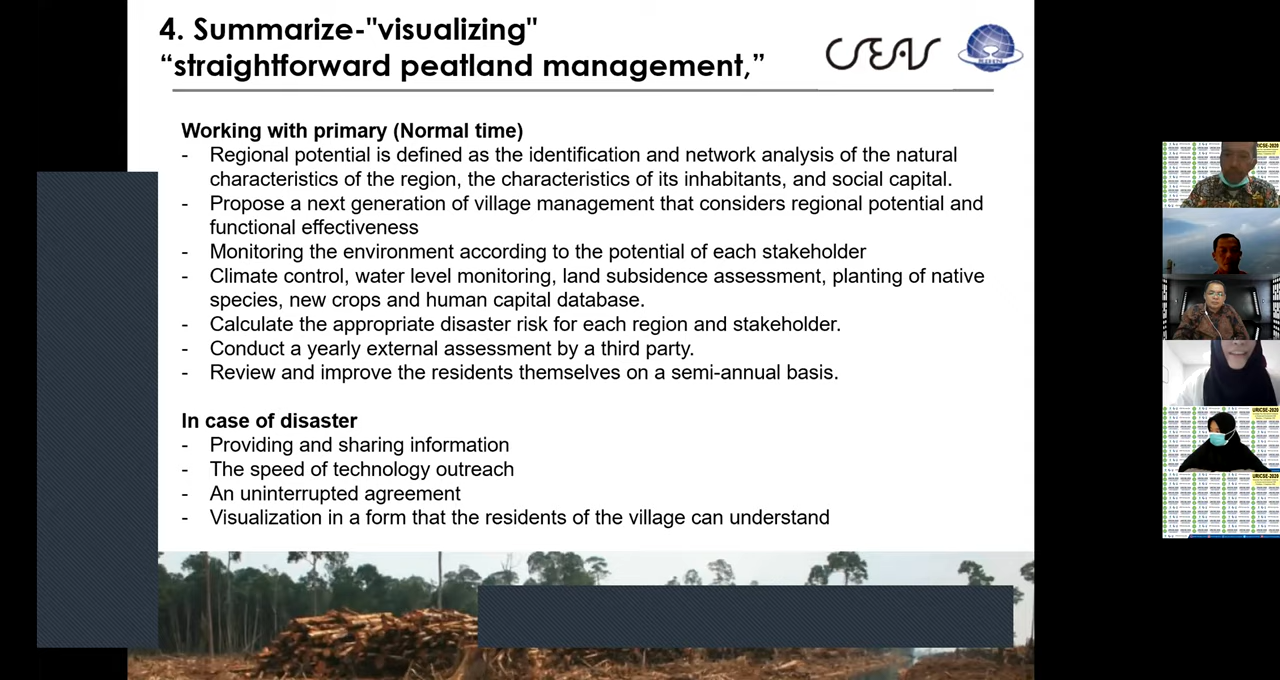 4. Summarize-"visualizing"
“straightforward peatland management,”
CSEAS
Working with primary (Normal time)
- Regional potential is defined as the identification and network analysis of the natural
characteristics of the region, the characteristics of its inhabitants, and social capital.
- Propose a next generation of village management that considers regional potential and
functional effectiveness
- Monitoring the environment according to the potential of each stakeholder
- Climate control, water level monitoring, land subsidence assessment, planting of native
species, new crops and human capital database.
- Calculate the appropriate disaster risk for each region and stakeholder.
- Conduct a yearly external assessment by a third party.
- Review and improve the residents themselves on a semi-annual basis.
In case of disaster
- Providing and sharing information
- The speed of technology outreach
- An uninterrupted agreement
- Visualization in a form that the residents of the village can understand
URICSE-2020
URICSE-2020